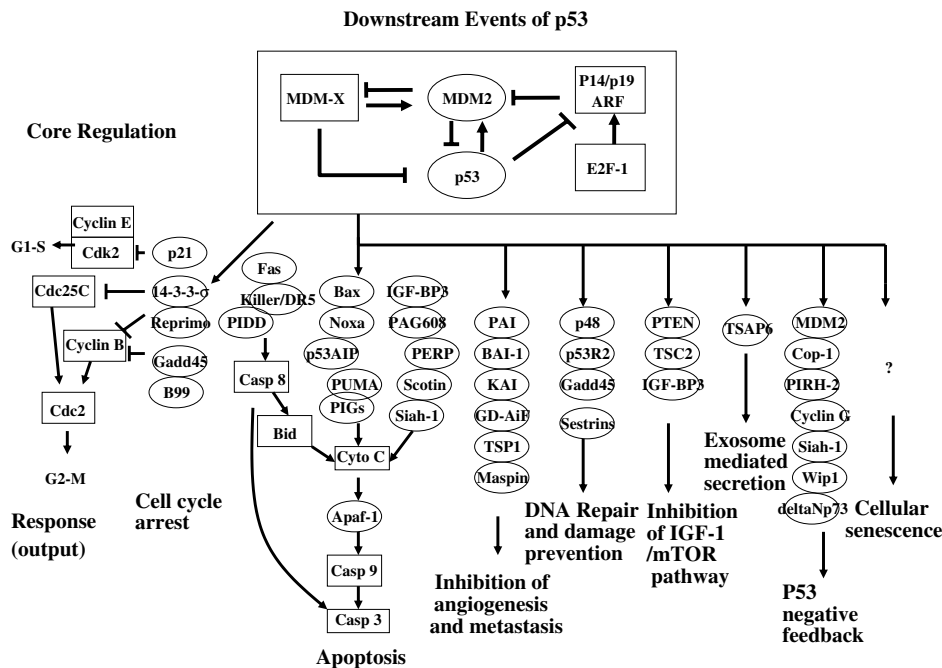 Downstream Events of p53
MDM-X
MDM2
P14/p19
ARF
p53
E2F-1
Core Regulation
Cyclin E
Cdk2
G1-S
p21
Cdc25C
14-3-3-σ
Reprimo
Cyclin B
Gadd45
B99
Cdc2
G2-M
Response
(output)
Cell cycle
arrest
Fas
Killer/DR5
PIDD
Casp 8
Bid
Bax
Noxa
p53AIP
PUMA
PIGs
IGF-BP3
PAG608
PERP
Scotin
Siah-1
Cyto C
Apaf-1
Casp 9
Casp 3
Apoptosis
PAI
BAI-1
KAI
GD-AiF
TSP1
Maspin
Inhibition of
angiogenesis
and metastasis
p48
p53R2
Gadd45
Sestrins
DNA Repair
and damage
prevention
PTEN
TSC2
IGF-BP3
Inhibition
of IGF-1
/mTOR
pathway
TSAP6
Exosome
mediated
secretion
MDM2
Cop-1
PIRH-2
Cyclin G
Siah-1
Wip1
deltaNp73
P53
negative
feedback
?
Cellular
senescence